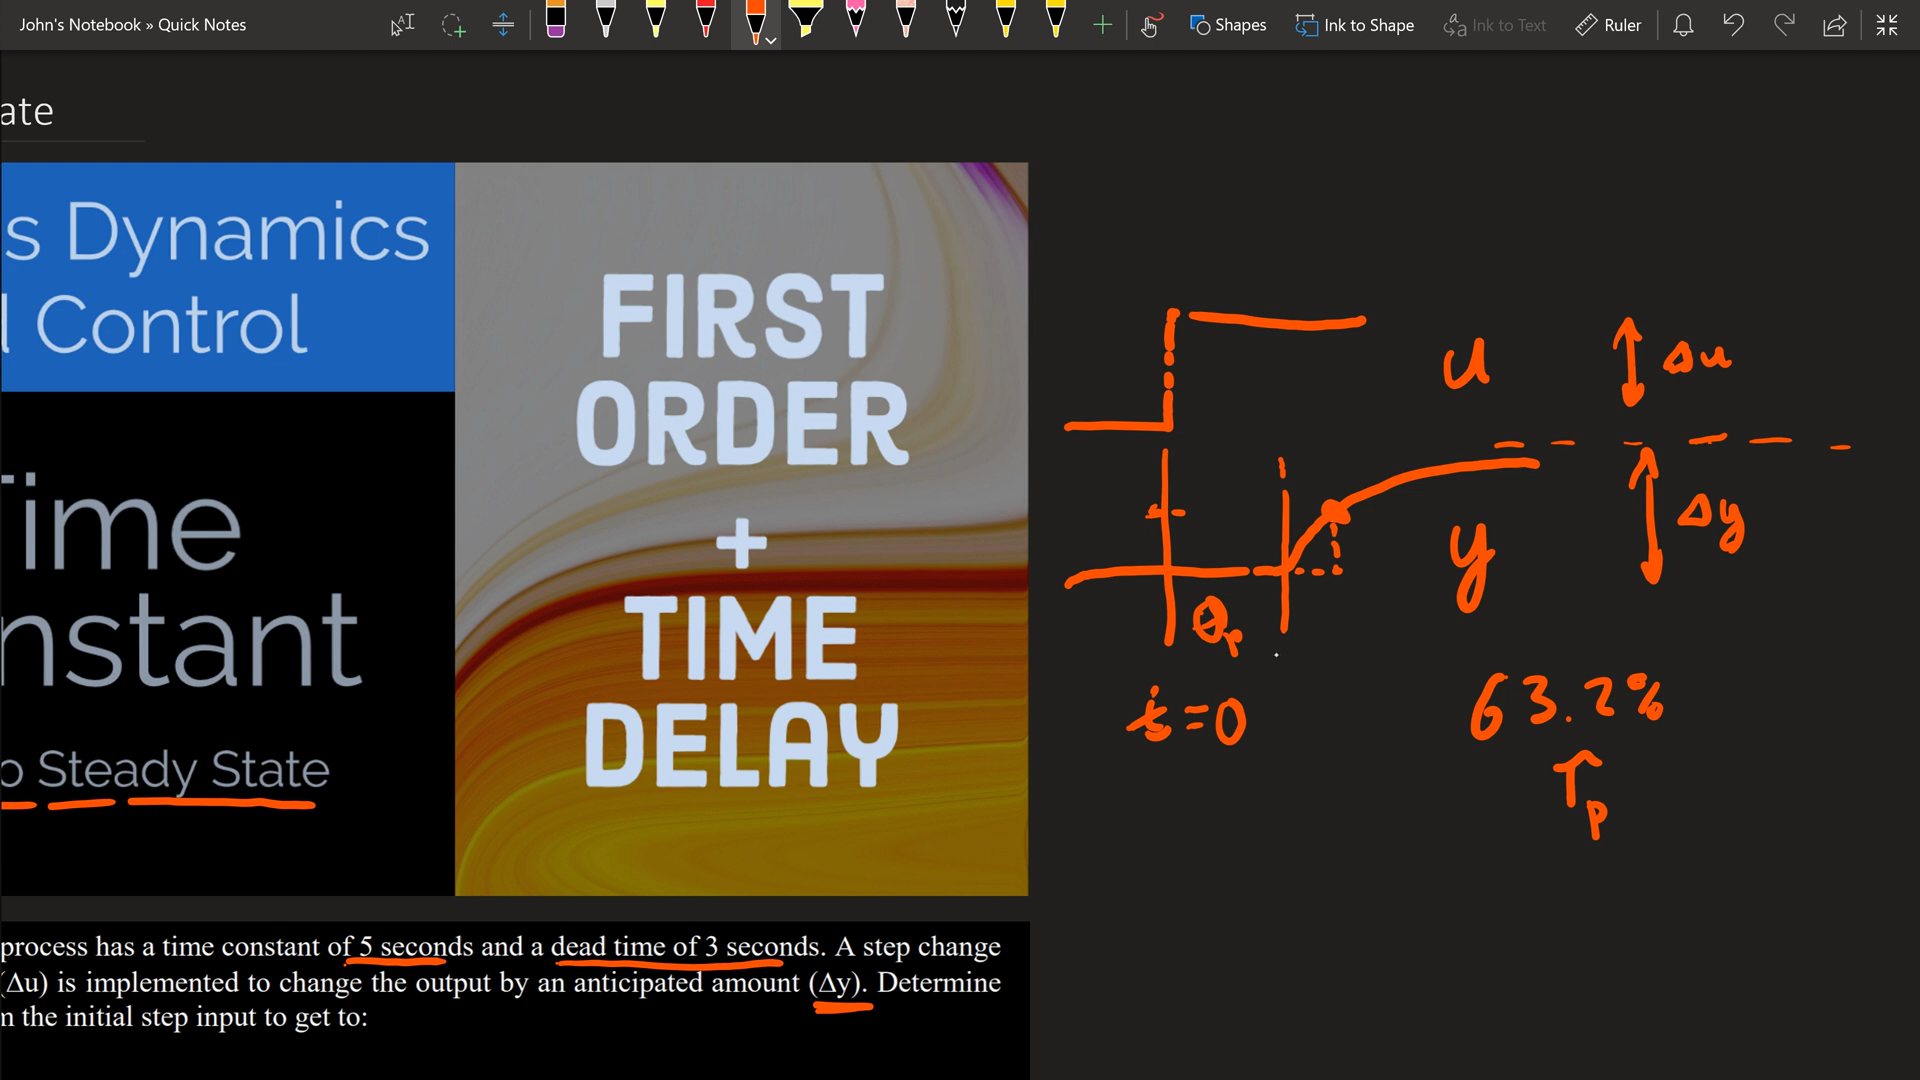 John's Notebook » Quick Notes
Shapes
Ink to Shape
Ink to Text
Ruler
ate
s Dynamics
l Control
Time
nstant
o Steady State
FIRST
ORDER
+
TIME
DELAY
u
Δu
y
Δy
θp
t=0
63.2%
τp
process has a time constant of 5 seconds and a dead time of 3 seconds. A step change
(Δu) is implemented to change the output by an anticipated amount (Δy). Determine
n the initial step input to get to: